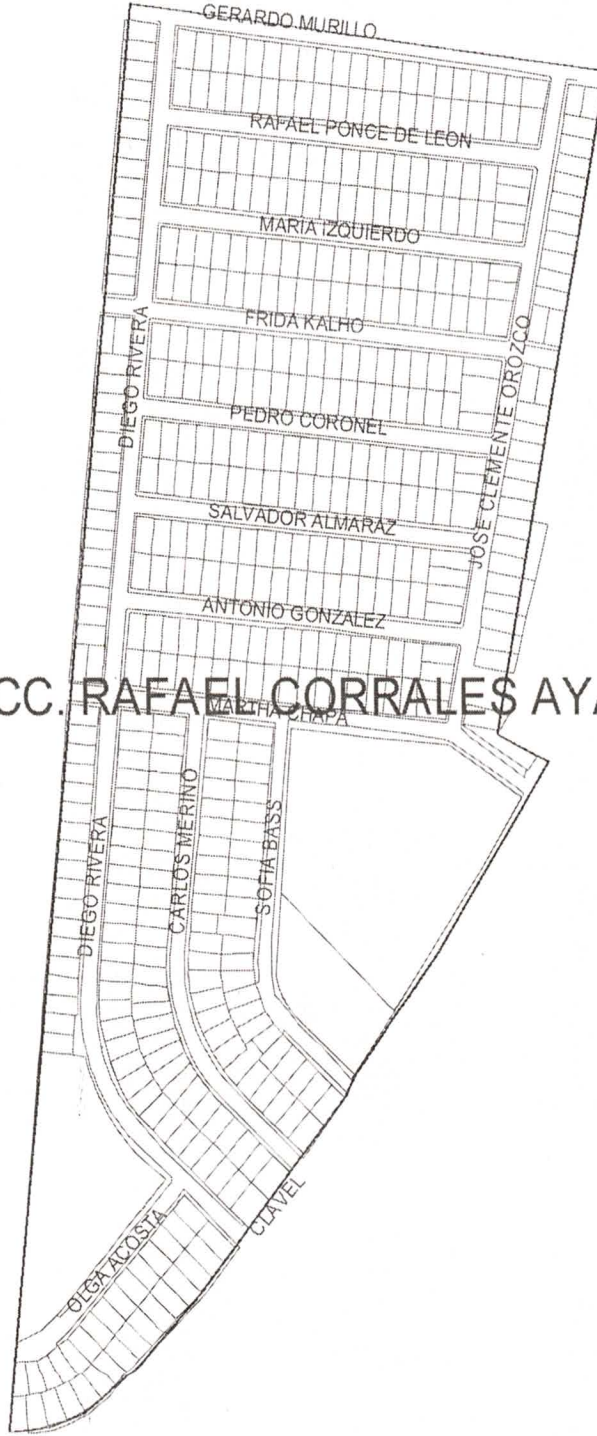 GERARDO MURILLO
RAFAEL PONCE DE LEON
MARIA IZQUIERDO
FRIDA KALHO
DIEGO RIVERA
JOSE CLEMENTE OROZCO
PEDRO CORONEL
SALVADOR ALMARAZ
ANTONIO GONZALEZ
CC. RAFAEL CORRALES AYA
MARTHA CHAPA
DIEGO RIVERA
CARLOS MERINO
SOFIA BASS
CLAVEL
OLGA ACOSTA